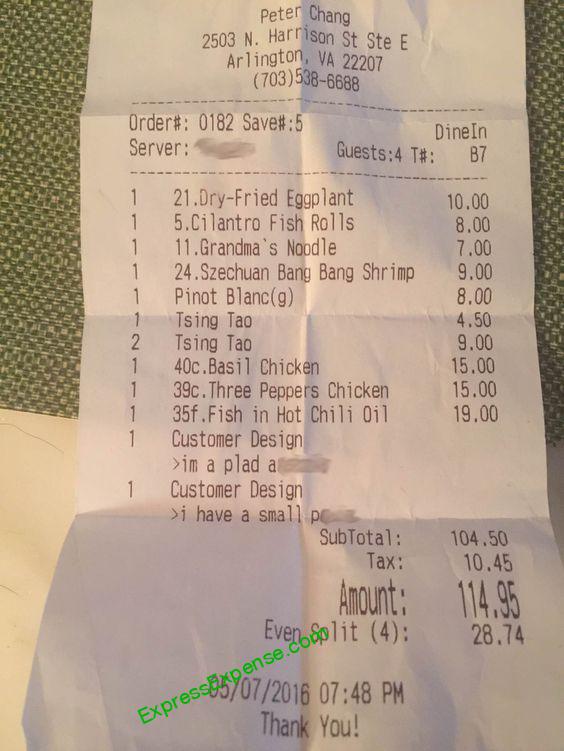 Peter Chang
2503 N. Harrison St Ste E
Arlington, VA 22207
(703)538-6688
Order#: 0182 Save#:5
DineIn
Server:
Guests:4 T#: B7
1 21.Dry-Fried Eggplant 10.00
1 5.Cilantro Fish Rolls 8.00
1 11.Grandma's Noodle 7.00
1 24.Szechuan Bang Bang Shrimp 9.00
1 Pinot Blanc(g) 8.00
1 Tsing Tao 4.50
2 Tsing Tao 9.00
1 40c.Basil Chicken 15.00
1 39c.Three Peppers Chicken 15.00
1 35f.Fish in Hot Chili Oil 19.00
1 Customer Design
>im a plad a
1 Customer Design
>i have a small p
SubTotal: 104.50
Tax: 10.45
Amount: 114.95
Even Split (4): 28.74
ExpressExpense.com
05/07/2016 07:48 PM
Thank You!